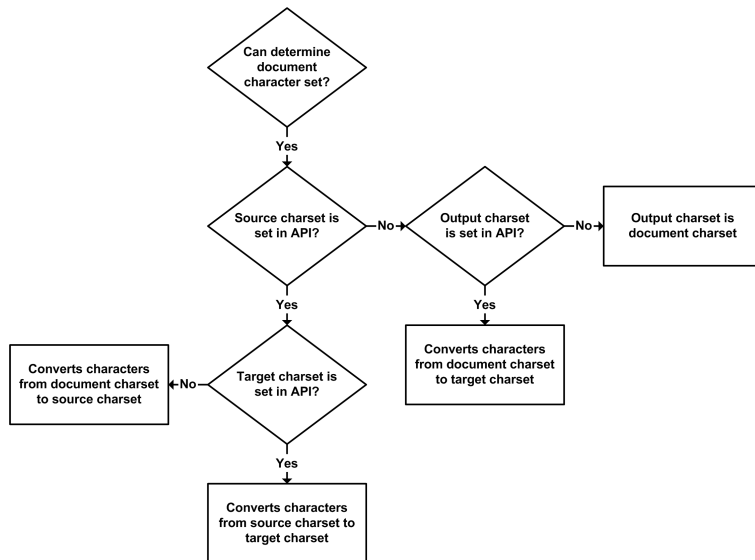 Can determine
document
character set?
Yes
Source charset is
set in API?
No
Output charset
is set in API?
No
Output charset is
document charset
Yes
Yes
Converts characters
from document charset
to source charset
No
Target charset is
set in API?
Converts characters
from document charset
to target charset
Yes
Converts characters
from source charset to
target charset